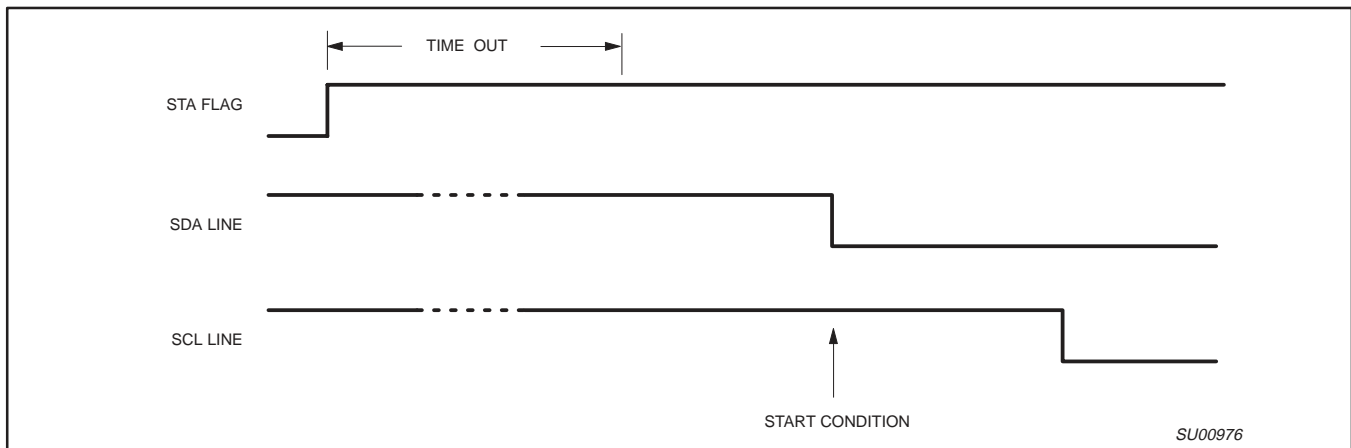 TIME OUT
STA FLAG
SDA LINE
SCL LINE
START CONDITION
SU00976